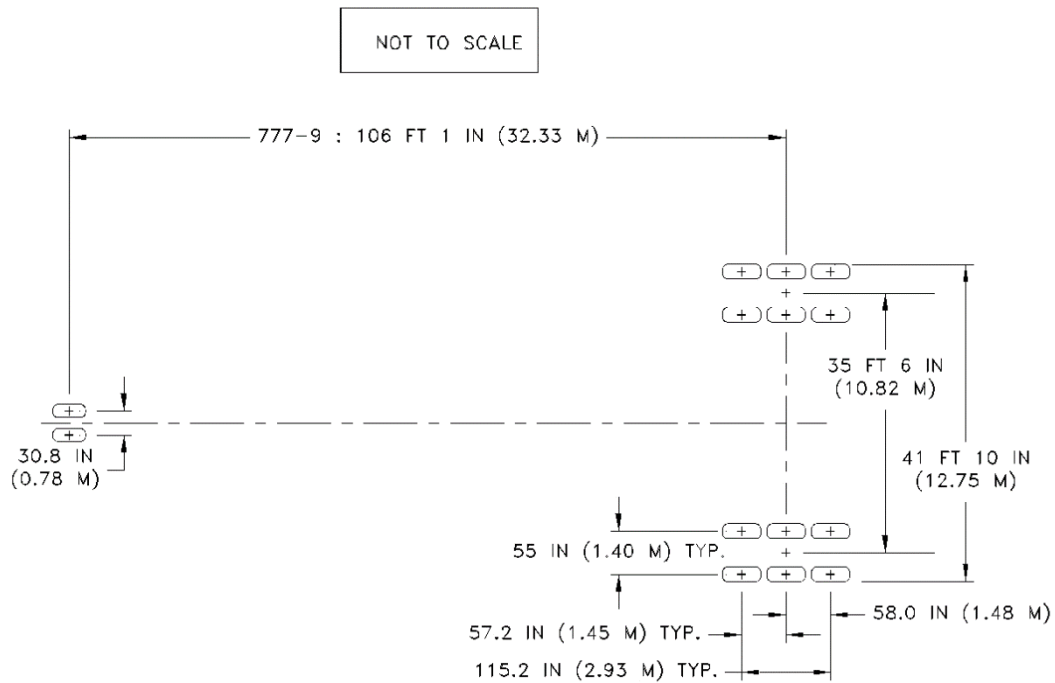 NOT TO SCALE
777-9 : 106 FT 1 IN (32.33 M)
35 FT 6 IN
(10.82 M)
30.8 IN
(0.78 M)
41 FT 10 IN
(12.75 M)
55 IN (1.40 M) TYP.
58.0 IN (1.48 M)
57.2 IN (1.45 M) TYP.
115.2 IN (2.93 M) TYP.